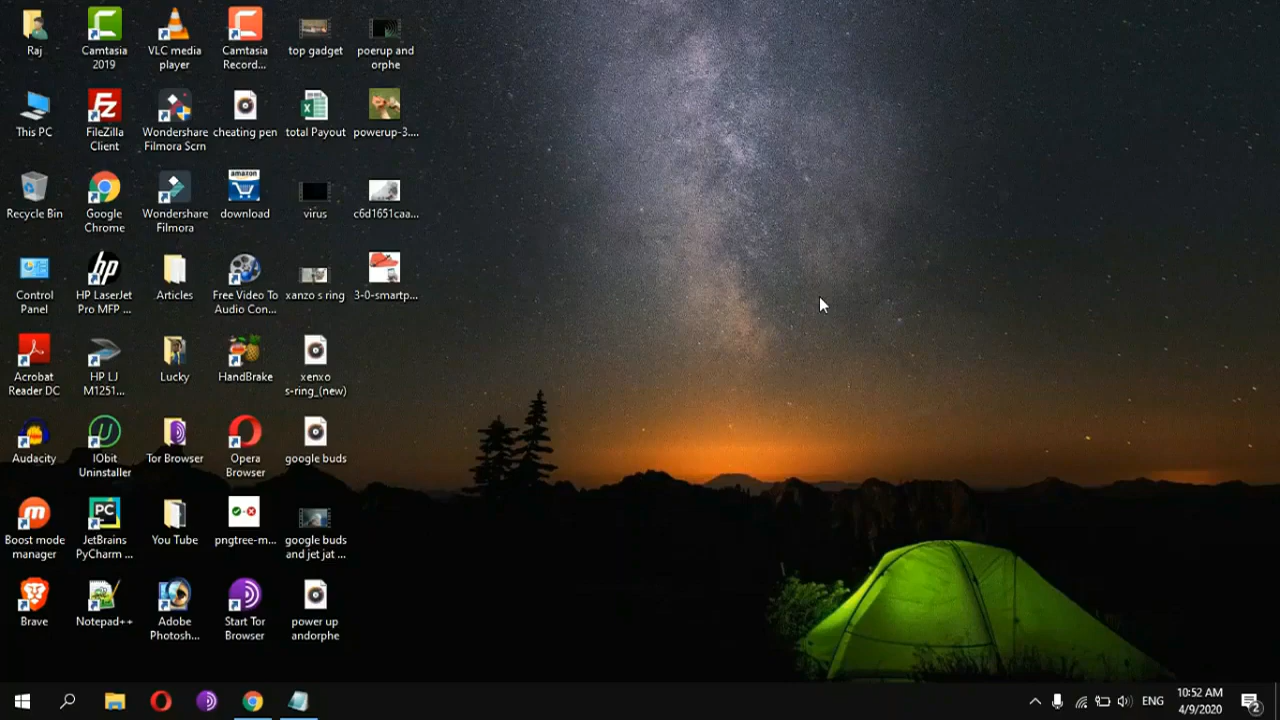 Raj
Camtasia
2019
VLC media
player
Camtasia
Record...
top gadget
poerup and
orphe
This PC
FileZilla
Client
Wondershare
Filmora Scrn
cheating pen
total Payout
powerup-3....
Recycle Bin
Google
Chrome
Wondershare
Filmora
amazon
download
virus
c6d1651caa...
Control
Panel
HP LaserJet
Pro MFP ...
Articles
Free Video To
Audio Con...
xanzo s ring
3-0-smartp...
Acrobat
Reader DC
HP LJ
M1251...
Lucky
HandBrake
xenxo
s-ring_(new)
Audacity
IObit
Uninstaller
Tor Browser
Opera
Browser
google buds
Boost mode
manager
JetBrains
PyCharm ...
You Tube
pngtree-m...
google buds
and jet jat ...
Brave
Notepad++
Adobe
Photosh...
Start Tor
Browser
power up
andorphe
ENG
10:52 AM
4/9/2020
2